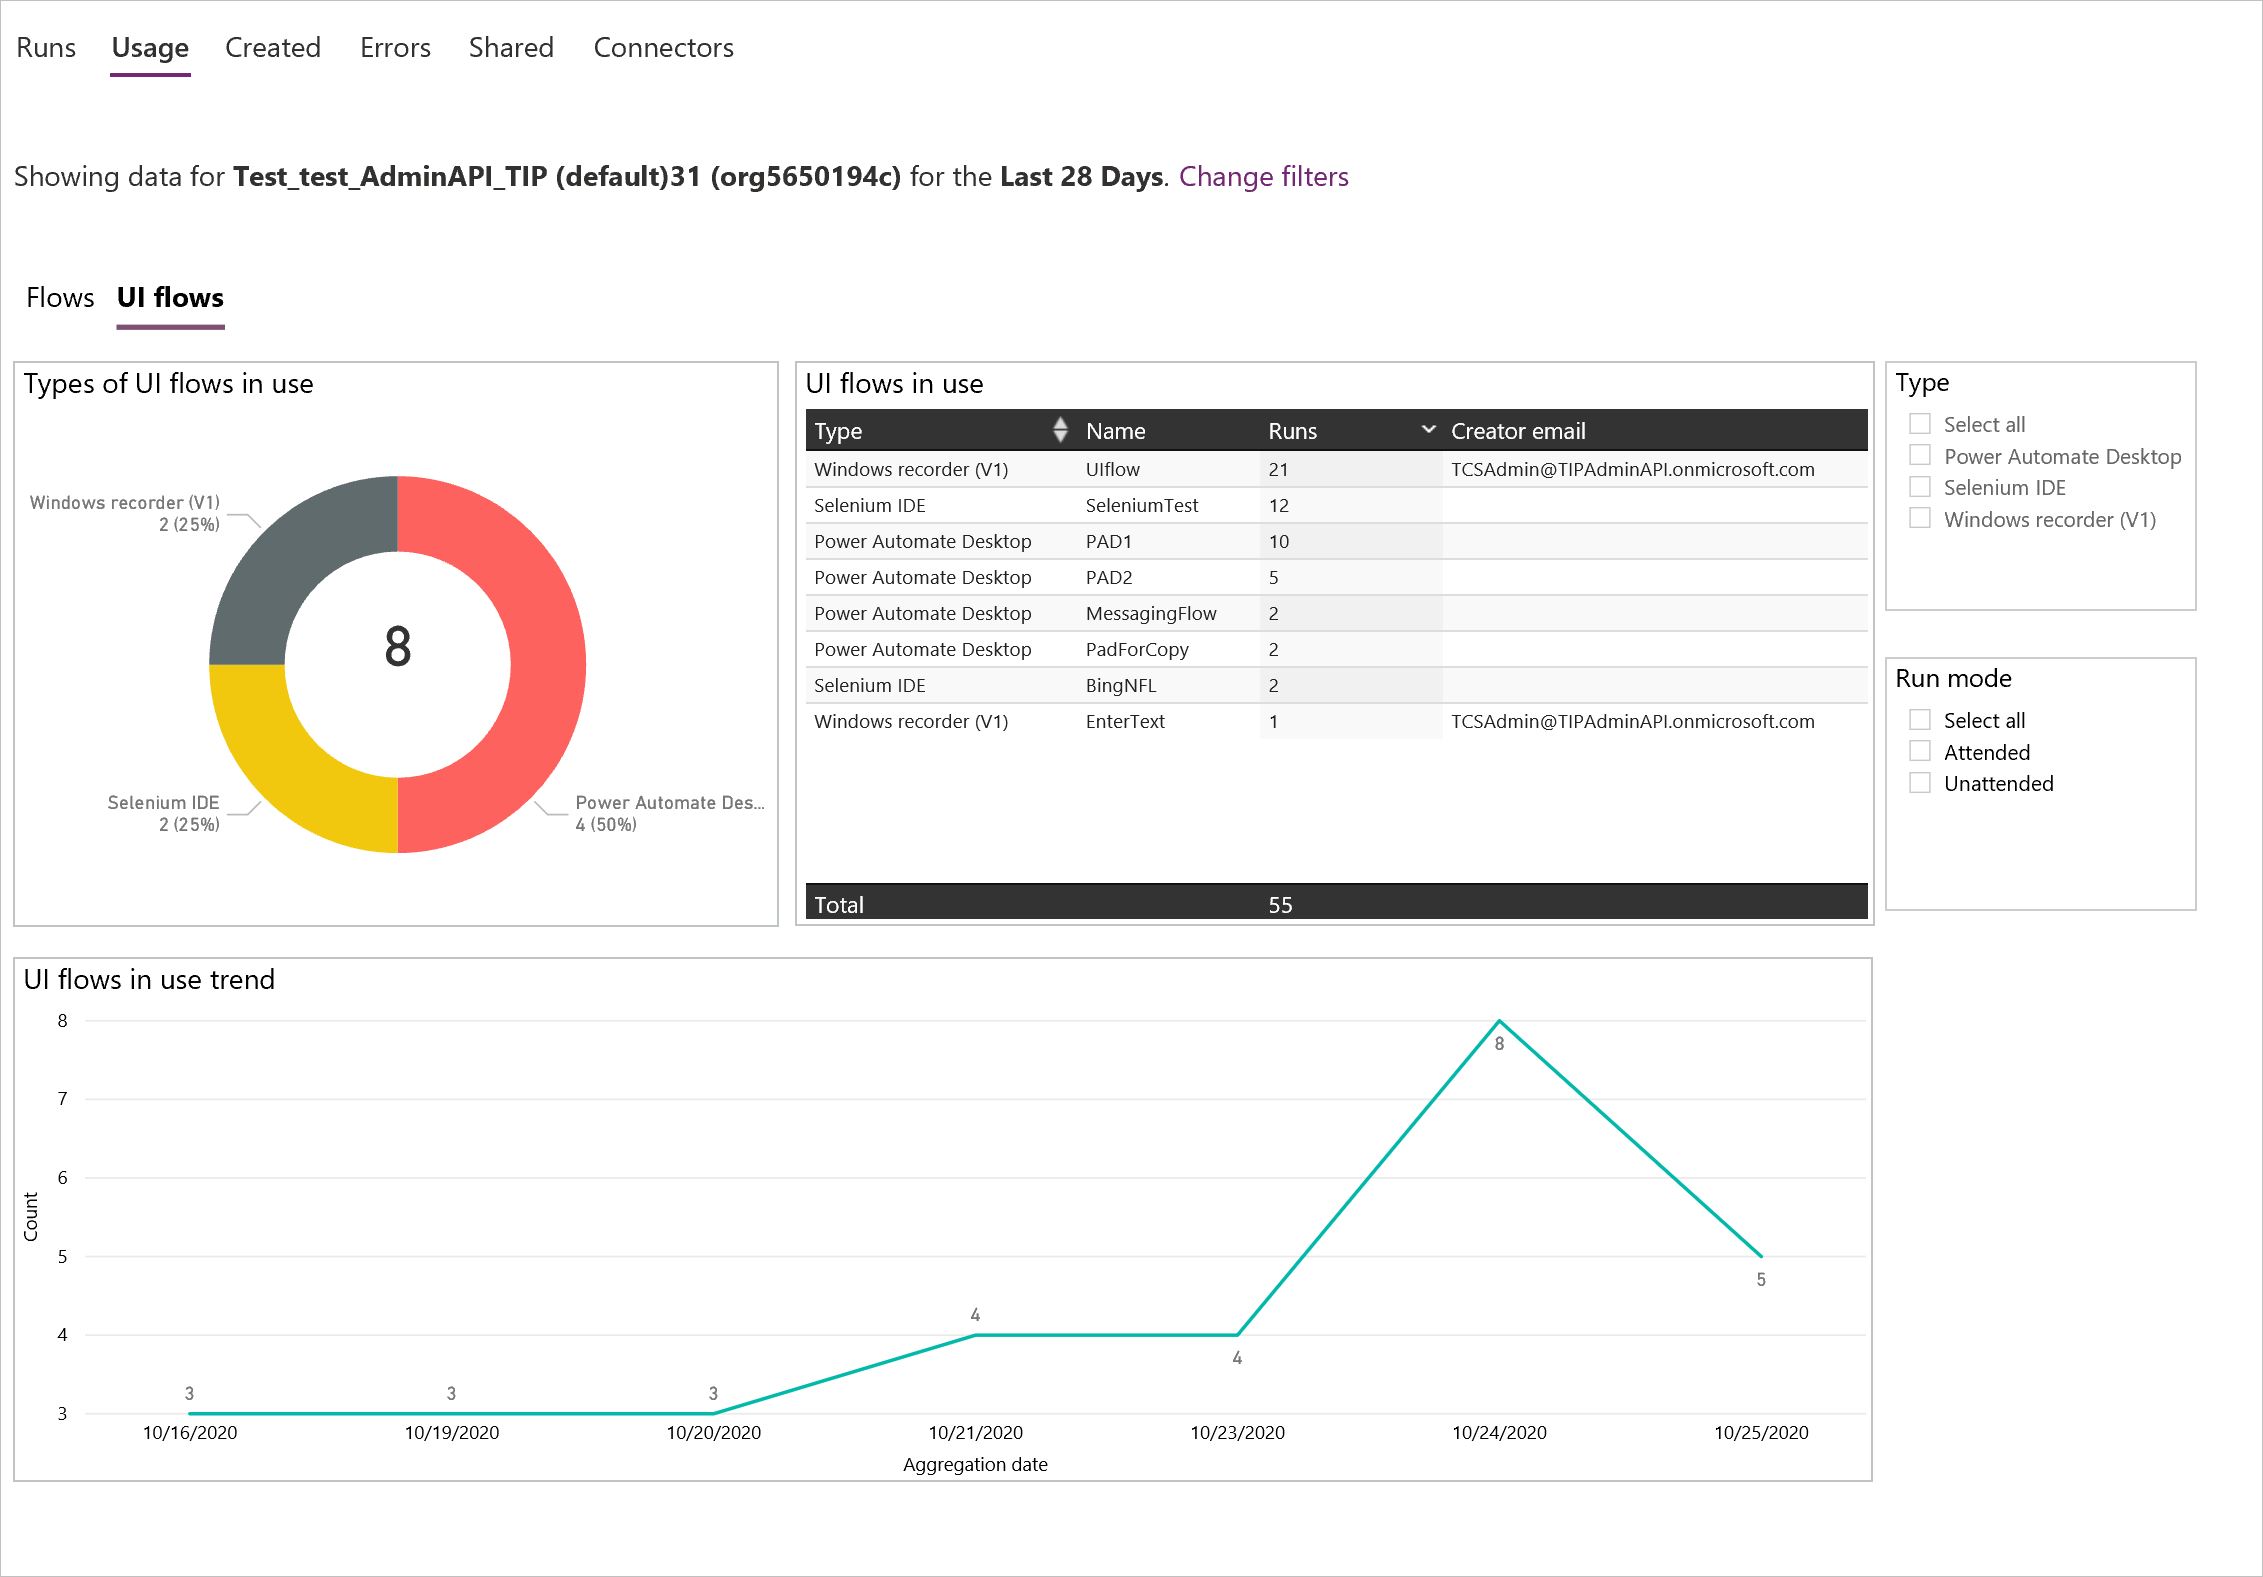 Runs Usage Created Errors Shared Connectors
Showing data for Test_test_AdminAPI_TIP (default)31 (org5650194c) for the Last 28 Days. Change filters
Flows UI flows
Types of UI flows in use
Windows recorder (V1)
2 (25%)
8
Selenium IDE
2 (25%)
Power Automate Des...
4 (50%)
UI flows in use
Type Name Runs Creator email
Windows recorder (V1) UIflow 21 TCSAdmin@TIPAdminAPI.onmicrosoft.com
Selenium IDE SeleniumTest 12
Power Automate Desktop PAD1 10
Power Automate Desktop PAD2 5
Power Automate Desktop MessagingFlow 2
Power Automate Desktop PadForCopy 2
Selenium IDE BingNFL 2
Windows recorder (V1) EnterText 1 TCSAdmin@TIPAdminAPI.onmicrosoft.com
Total 55
Type
Select all
Power Automate Desktop
Selenium IDE
Windows recorder (V1)
Run mode
Select all
Attended
Unattended
UI flows in use trend
Count
8
7
6
5
4
3
3
3
3
4
4
8
5
10/16/2020 10/19/2020 10/20/2020 10/21/2020 10/23/2020 10/24/2020 10/25/2020
Aggregation date